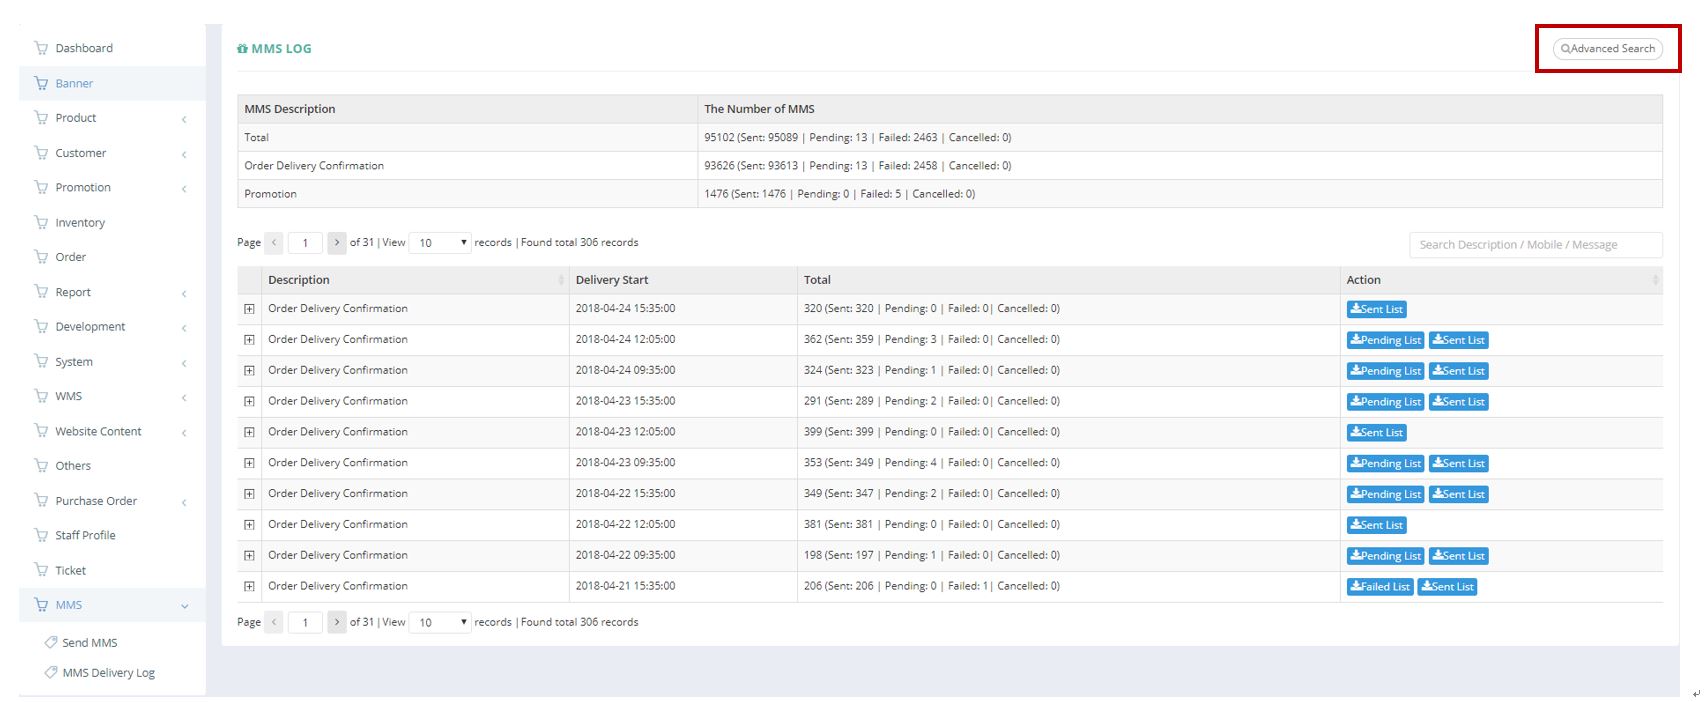 Dashboard
Banner
Product
Customer
Promotion
Inventory
Order
Report
Development
System
WMS
Website Content
Others
Purchase Order
Staff Profile
Ticket
MMS
Send MMS
MMS Delivery Log
MMS LOG
Advanced Search
MMS Description The Number of MMS
Total 95102 (Sent: 95089 | Pending: 13 | Failed: 2463 | Cancelled: 0)
Order Delivery Confirmation 93626 (Sent: 93613 | Pending: 13 | Failed: 2458 | Cancelled: 0)
Promotion 1476 (Sent: 1476 | Pending: 0 | Failed: 5 | Cancelled: 0)
Page < 1 > of 31 | View 10 records | Found total 306 records
Search Description / Mobile / Message
Description Delivery Start Total Action
Order Delivery Confirmation 2018-04-24 15:35:00 320 (Sent: 320 | Pending: 0 | Failed: 0| Cancelled: 0) Sent List
Order Delivery Confirmation 2018-04-24 12:05:00 362 (Sent: 359 | Pending: 3 | Failed: 0| Cancelled: 0) Pending List Sent List
Order Delivery Confirmation 2018-04-24 09:35:00 324 (Sent: 323 | Pending: 1 | Failed: 0| Cancelled: 0) Pending List Sent List
Order Delivery Confirmation 2018-04-23 15:35:00 291 (Sent: 289 | Pending: 2 | Failed: 0| Cancelled: 0) Pending List Sent List
Order Delivery Confirmation 2018-04-23 12:05:00 399 (Sent: 399 | Pending: 0 | Failed: 0| Cancelled: 0) Sent List
Order Delivery Confirmation 2018-04-23 09:35:00 353 (Sent: 349 | Pending: 4 | Failed: 0| Cancelled: 0) Pending List Sent List
Order Delivery Confirmation 2018-04-22 15:35:00 349 (Sent: 347 | Pending: 2 | Failed: 0| Cancelled: 0) Pending List Sent List
Order Delivery Confirmation 2018-04-22 12:05:00 381 (Sent: 381 | Pending: 0 | Failed: 0| Cancelled: 0) Sent List
Order Delivery Confirmation 2018-04-22 09:35:00 198 (Sent: 197 | Pending: 1 | Failed: 0| Cancelled: 0) Pending List Sent List
Order Delivery Confirmation 2018-04-21 15:35:00 206 (Sent: 206 | Pending: 0 | Failed: 1| Cancelled: 0) Failed List Sent List
Page < 1 > of 31 | View 10 records | Found total 306 records